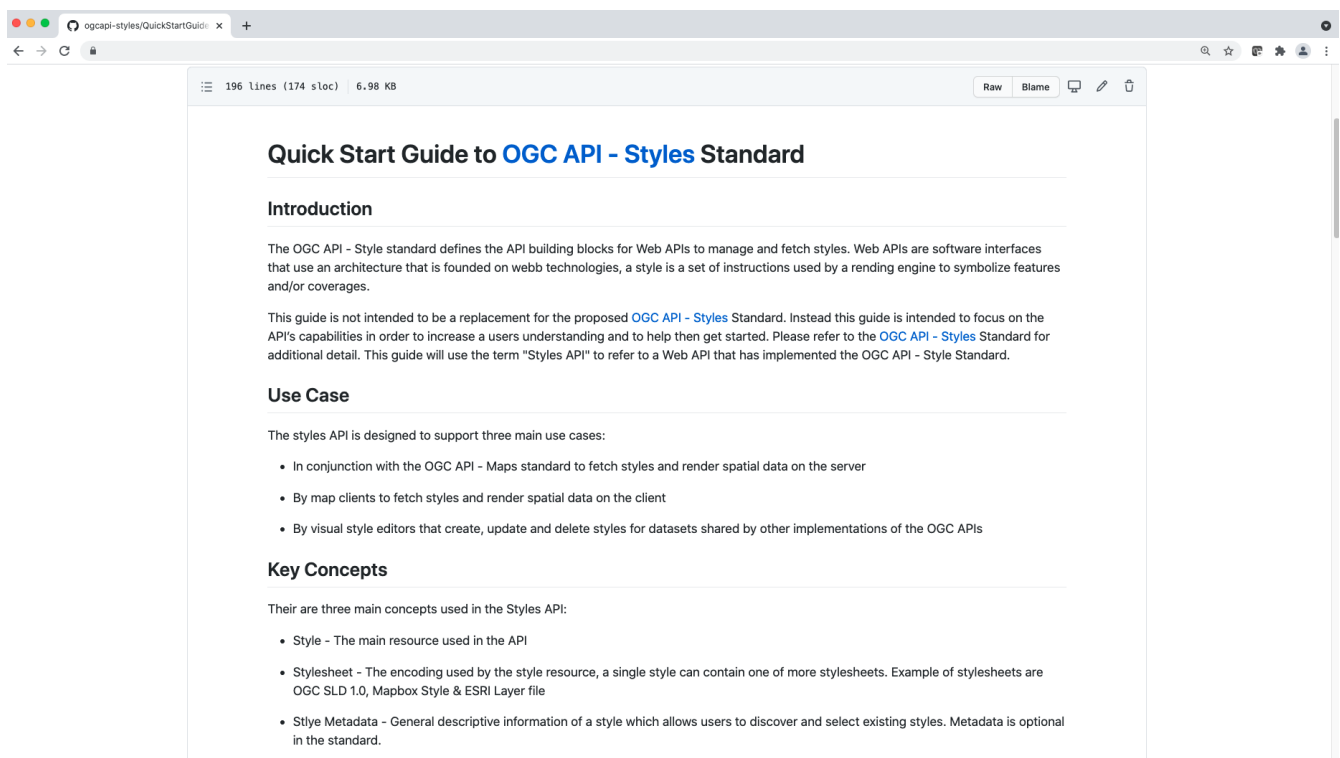 ogcapi-styles/QuickStartGuide
196 lines (174 sloc) 6.98 KB
Raw Blame
Quick Start Guide to OGC API - Styles Standard
Introduction
The OGC API - Style standard defines the API building blocks for Web APIs to manage and fetch styles. Web APIs are software interfaces
that use an architecture that is founded on webb technologies, a style is a set of instructions used by a rending engine to symbolize features
and/or coverages.
This guide is not intended to be a replacement for the proposed OGC API - Styles Standard. Instead this guide is intended to focus on the
API's capabilities in order to increase a users understanding and to help then get started. Please refer to the OGC API - Styles Standard for
additional detail. This guide will use the term "Styles API" to refer to a Web API that has implemented the OGC API - Style Standard.
Use Case
The styles API is designed to support three main use cases:
• In conjunction with the OGC API - Maps standard to fetch styles and render spatial data on the server
• By map clients to fetch styles and render spatial data on the client
• By visual style editors that create, update and delete styles for datasets shared by other implementations of the OGC APIs
Key Concepts
Their are three main concepts used in the Styles API:
• Style - The main resource used in the API
• Stylesheet - The encoding used by the style resource, a single style can contain one of more stylesheets. Example of stylesheets are
OGC SLD 1.0, Mapbox Style & ESRI Layer file
• Stlye Metadata - General descriptive information of a style which allows users to discover and select existing styles. Metadata is optional
in the standard.